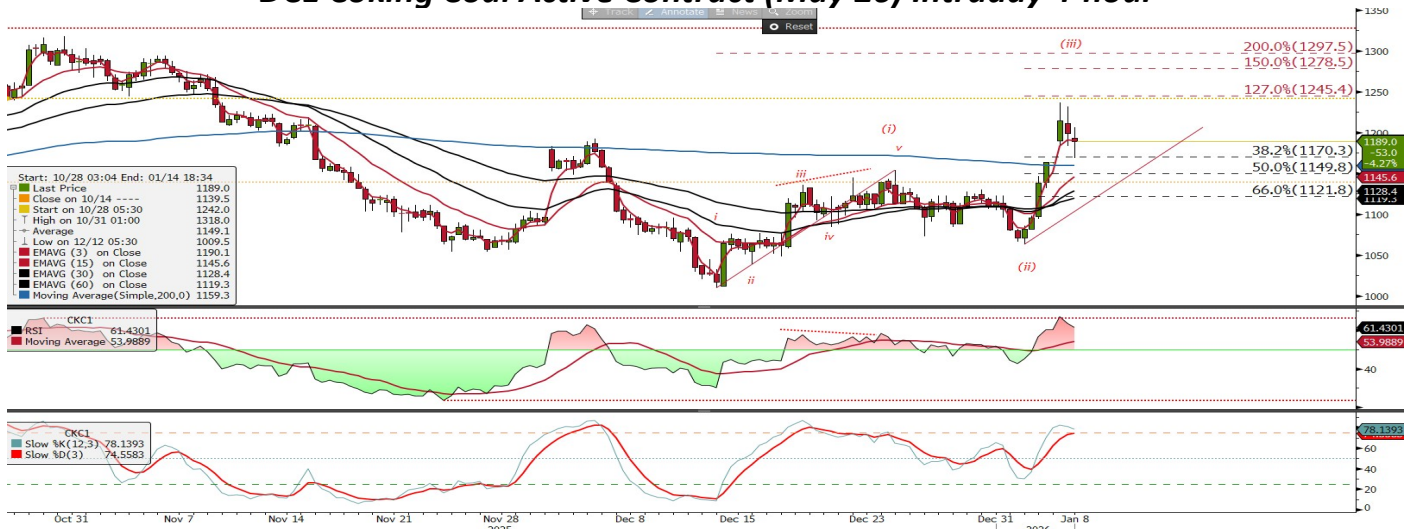 DCE Coking Coal Active Contract (May 26) Intraday 4-hour
Track Annotate News Zoom
Reset
1350
1300
1250
1200
1100
1050
1000
(iii)
200.0%(1297.5)
150.0%(1278.5)
127.0%(1245.4)
38.2%(1170.3)
50.0%(1149.8)
66.0%(1121.8)
1189.0
-53.0
-4.27%
1145.6
1128.4
1119.3
(i)
v
iii
i
iv
ii
(ii)
Start: 10/28 03:04 End: 01/14 18:34
Last Price 1189.0
Close on 10/14 ---- 1139.5
Start on 10/28 05:30 1242.0
High on 10/31 01:00 1318.0
Average 1149.1
Low on 12/12 05:30 1009.5
EMAVG (3) on Close 1190.1
EMAVG (15) on Close 1145.6
EMAVG (30) on Close 1128.4
EMAVG (60) on Close 1119.3
Moving Average(Simple,200,0) 1159.3
CKC1
RSI 61.4301
Moving Average 53.9889
61.4301
53.9889
40
CKC1
Slow %K(12,3) 78.1393
Slow %D(3) 74.5583
78.1393
60
40
20
0
Oct 31 Nov 7 Nov 14 Nov 21 Nov 28 Dec 8 Dec 15 Dec 23 Dec 31 Jan 8
2025 2026